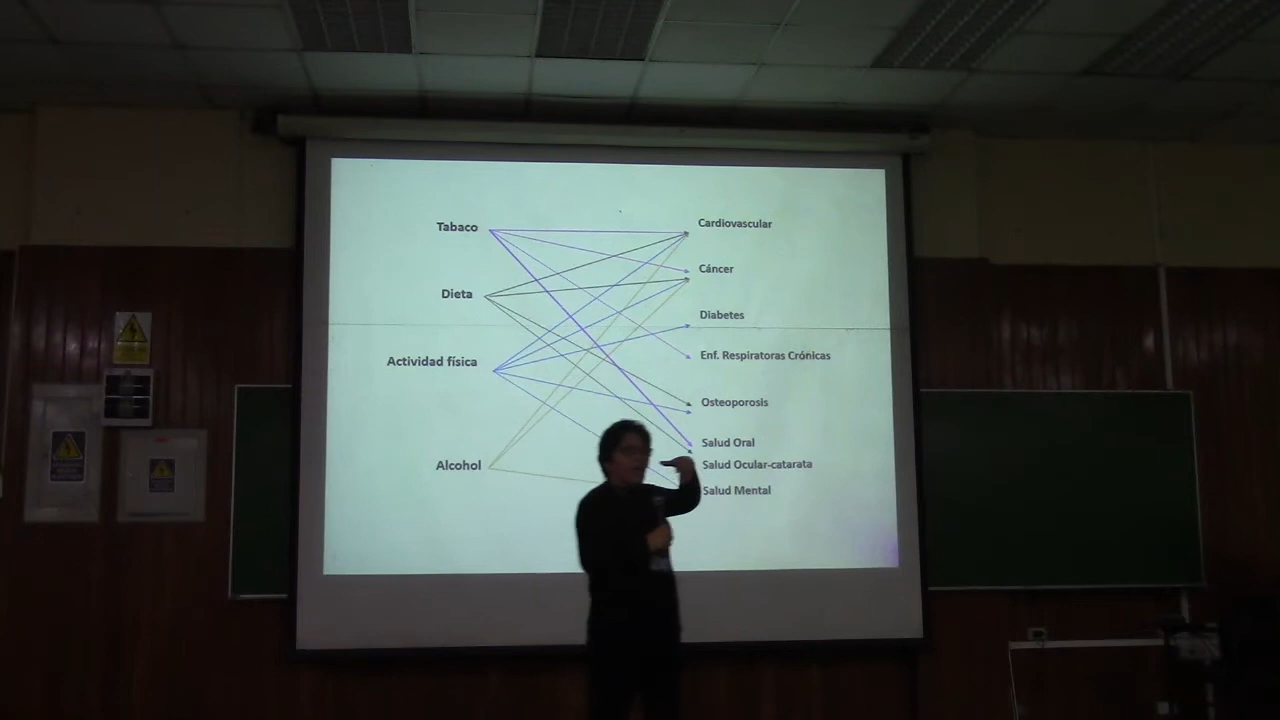 Tabaco
Dieta
Actividad física
Alcohol
Cardiovascular
Cáncer
Diabetes
Enf. Respiratoras Crónicas
Osteoporosis
Salud Oral
Salud Ocular-catarata
Salud Mental